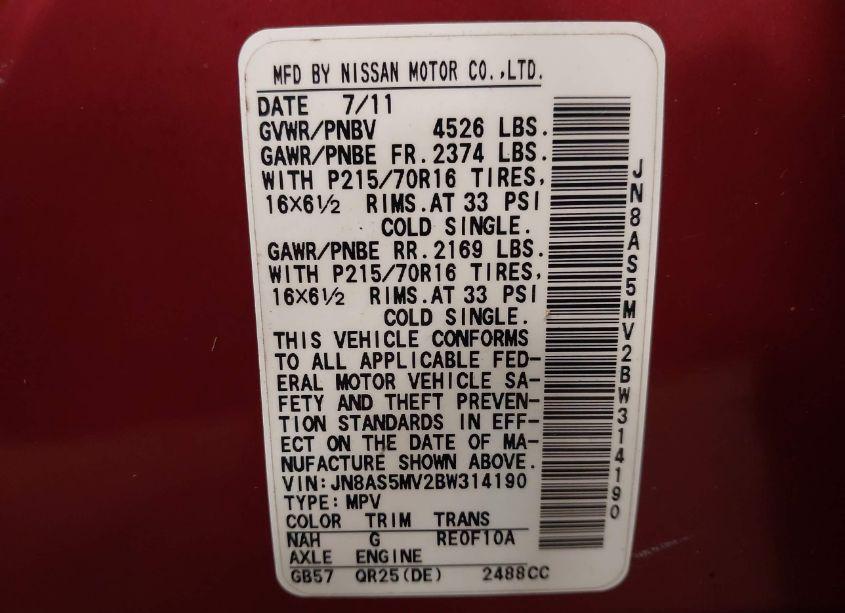 MFD BY NISSAN MOTOR CO.,LTD.
DATE 7/11
GVWR/PNBV 4526 LBS.
GAWR/PNBE FR. 2374 LBS.
WITH P215/70R16 TIRES,
16×6½ RIMS. AT 33 PSI
COLD SINGLE.
GAWR/PNBE RR. 2169 LBS.
WITH P215/70R16 TIRES,
16×6½ RIMS. AT 33 PSI
COLD SINGLE.
THIS VEHICLE CONFORMS
TO ALL APPLICABLE FED–
ERAL MOTOR VEHICLE SA–
FETY AND THEFT PREVEN–
TION STANDARDS IN EFF–
ECT ON THE DATE OF MA–
NUFACTURE SHOWN ABOVE.
VIN:JN8AS5MV2BW314190
TYPE:MPV
COLOR TRIM TRANS
NAH G RE0F10A
AXLE ENGINE
GB57 QR25(DE) 2488CC
JN8AS5MV2BW314190